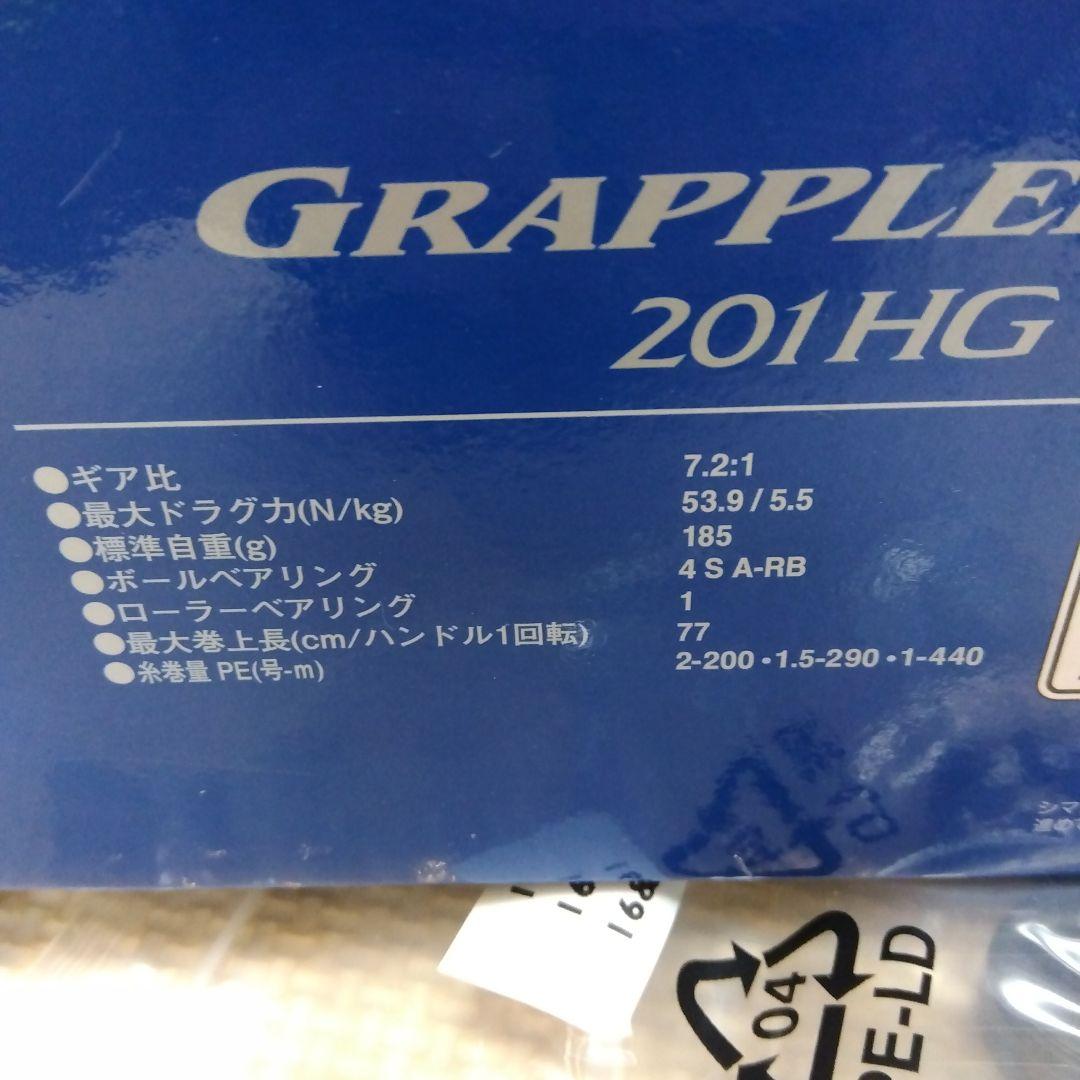 GRAPPLE
201HG
●ギア比 7.2:1
●最大ドラグ力(N/kg) 53.9 / 5.5
●標準自重(g) 185
●ボールベアリング 4 S A-RB
●ローラーベアリング 1
●最大巻上長(cm/ハンドル1回転) 77
●糸巻量 PE(号-m) 2-200・1.5-290・1-440
シマ
04
PE-LD